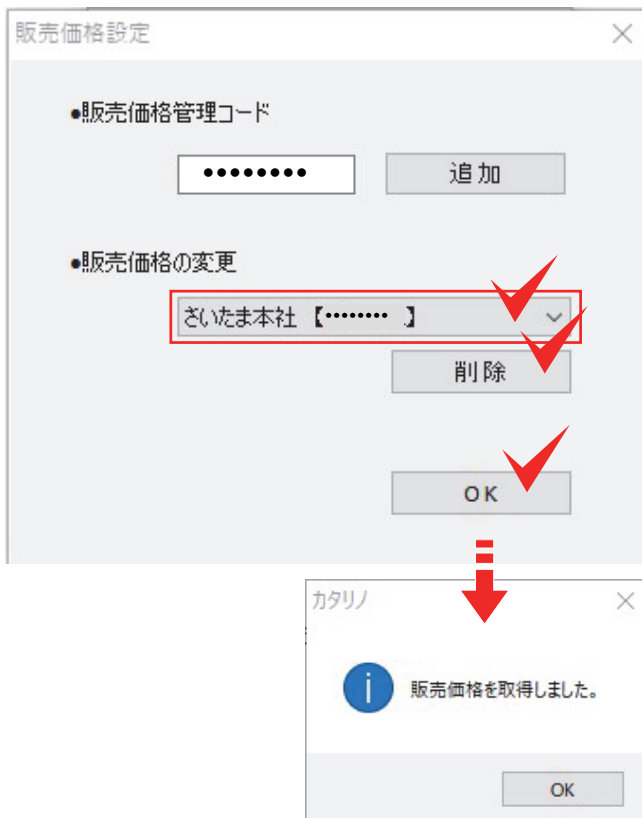 販売価格設定
●販売価格管理コード
●●●●●●●● 追加
●販売価格の変更
さいたま本社 【········ 】
削除
OK
カタリノ
i 販売価格を取得しました。
OK